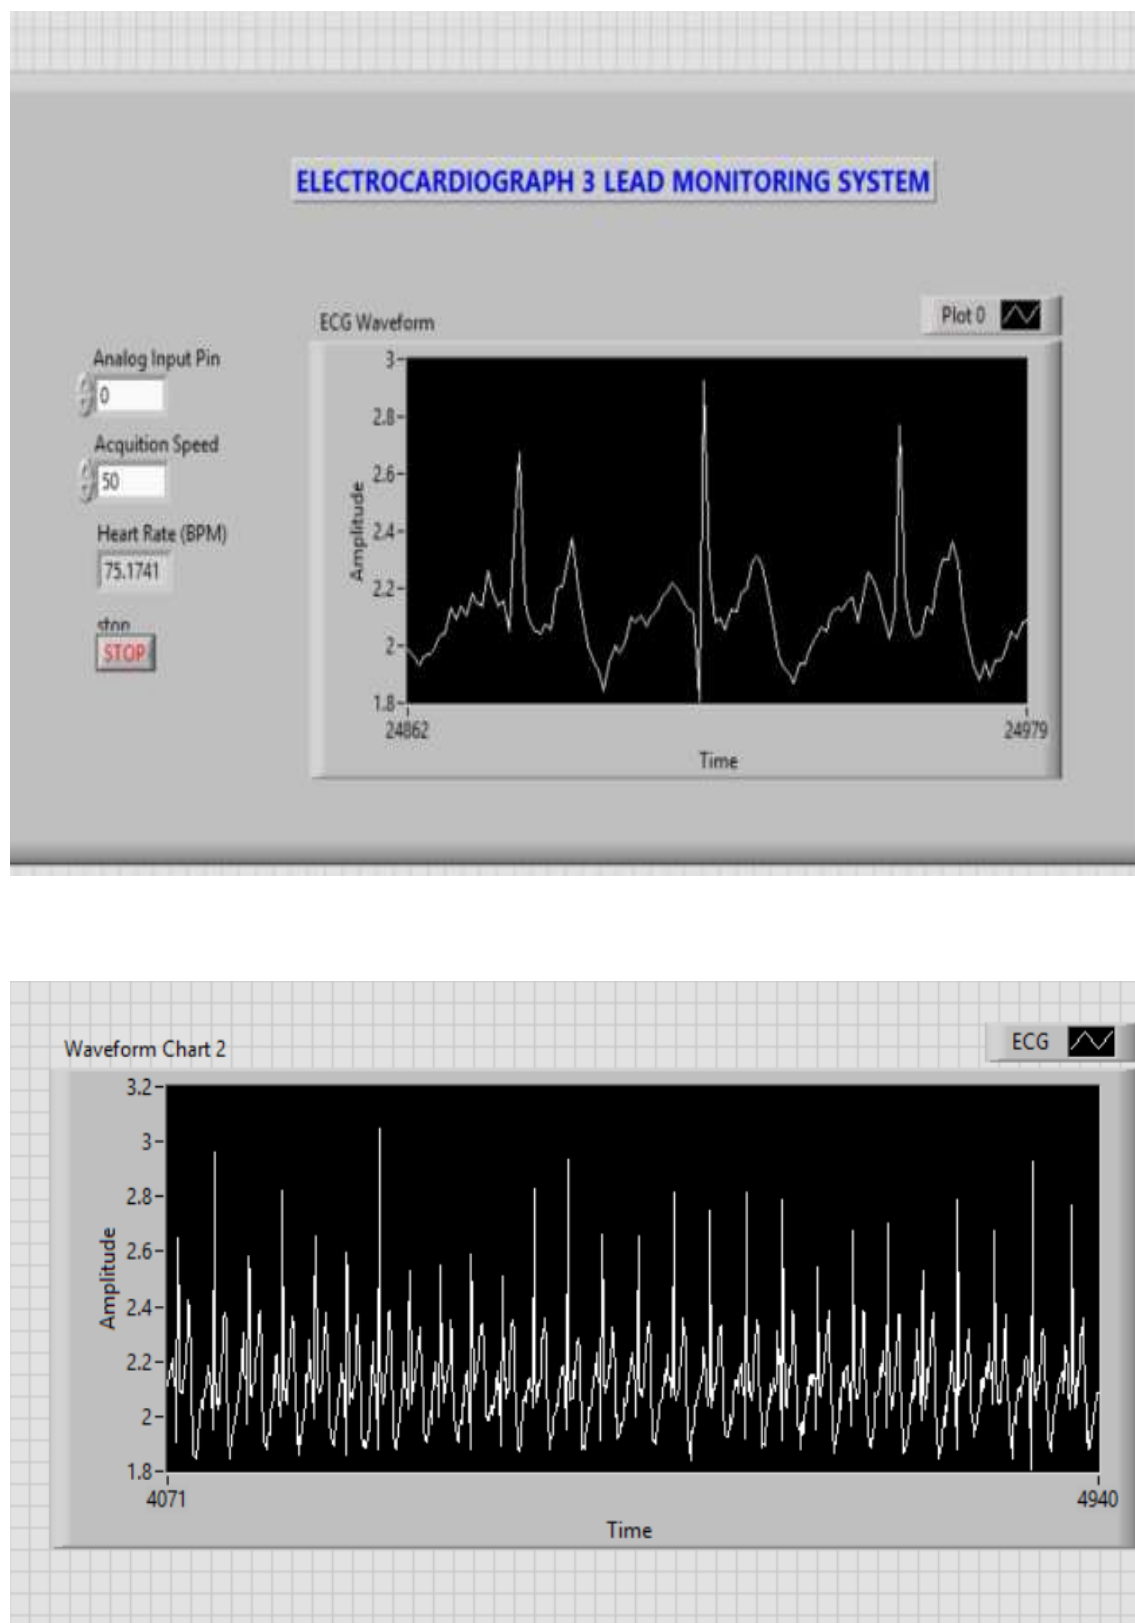 ELECTROCARDIOGRAPH 3 LEAD MONITORING SYSTEM
Plot 0
ECG Waveform
Analog Input Pin
0
Acquition Speed
50
Heart Rate (BPM)
75.1741
stop
STOP
3
2.8
2.6
2.4
2.2
2
1.8
Amplitude
24862
24979
Time
ECG
Waveform Chart 2
3.2
3
2.8
2.6
2.4
2.2
2
1.8
Amplitude
4071
4940
Time